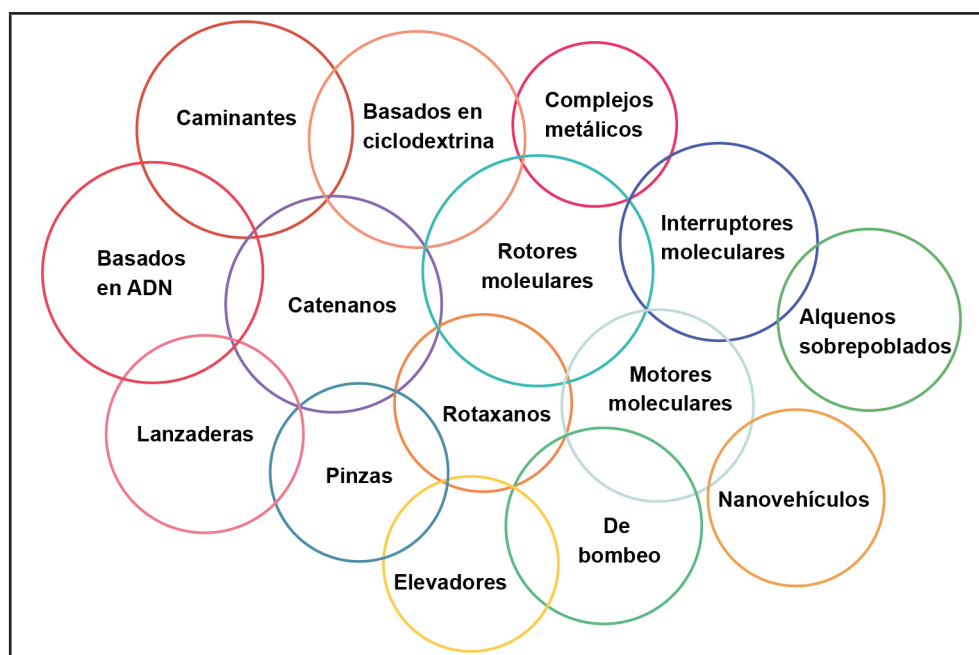 Caminantes
Basados en
ciclodextrina
Complejos
metálicos
Basados
en ADN
Catenanos
Rotores
moleulares
Interruptores
moleculares
Alquenos
sobrepoblados
Lanzaderas
Pinzas
Rotaxanos
Motores
moleculares
Elevadores
De
bombeo
Nanovehículos